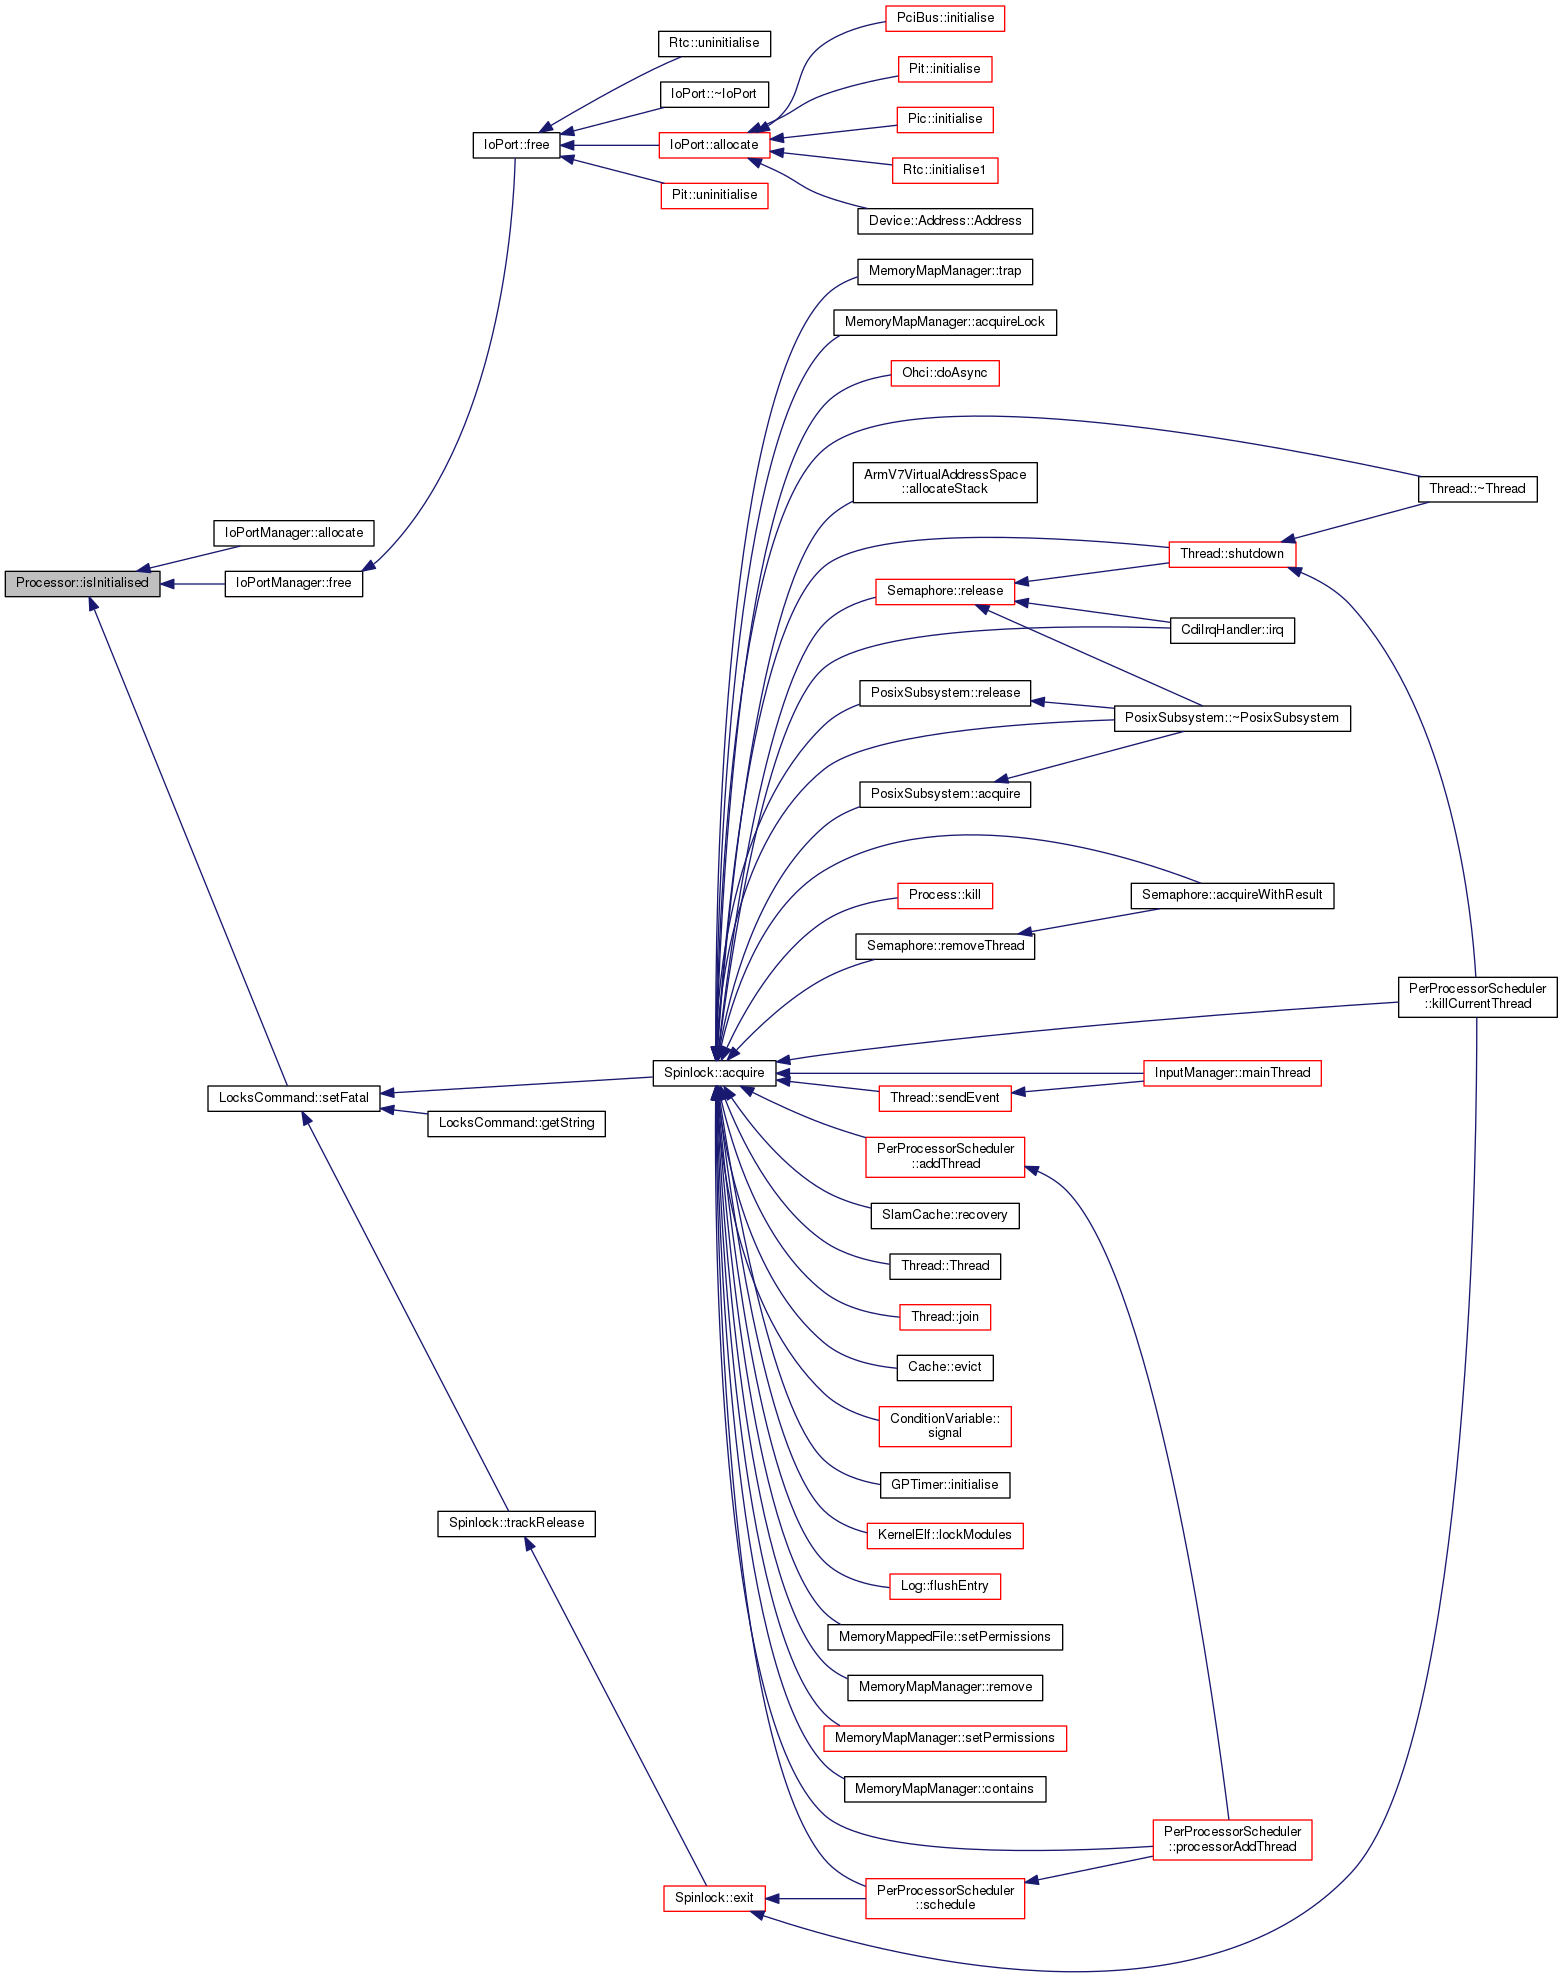 PciBus::initialise
Rtc::uninitialise
Pit::initialise
IoPort::~IoPort
Pic::initialise
IoPort::free
IoPort::allocate
Rtc::initialise1
Pit::uninitialise
Device::Address::Address
MemoryMapManager::trap
MemoryMapManager::acquireLock
Ohci::doAsync
ArmV7VirtualAddressSpace
::allocateStack
Thread::~Thread
IoPortManager::allocate
Thread::shutdown
Processor::isInitialised
IoPortManager::free
Semaphore::release
CdiIrqHandler::irq
PosixSubsystem::release
PosixSubsystem::~PosixSubsystem
PosixSubsystem::acquire
Process::kill
Semaphore::acquireWithResult
Semaphore::removeThread
PerProcessorScheduler
::killCurrentThread
Spinlock::acquire
InputManager::mainThread
LocksCommand::setFatal
Thread::sendEvent
LocksCommand::getString
PerProcessorScheduler
::addThread
SlamCache::recovery
Thread::Thread
Thread::join
Cache::evict
ConditionVariable::
signal
GPTimer::initialise
Spinlock::trackRelease
KernelElf::lockModules
Log::flushEntry
MemoryMappedFile::setPermissions
MemoryMapManager::remove
MemoryMapManager::setPermissions
MemoryMapManager::contains
PerProcessorScheduler
::processorAddThread
Spinlock::exit
PerProcessorScheduler
::schedule